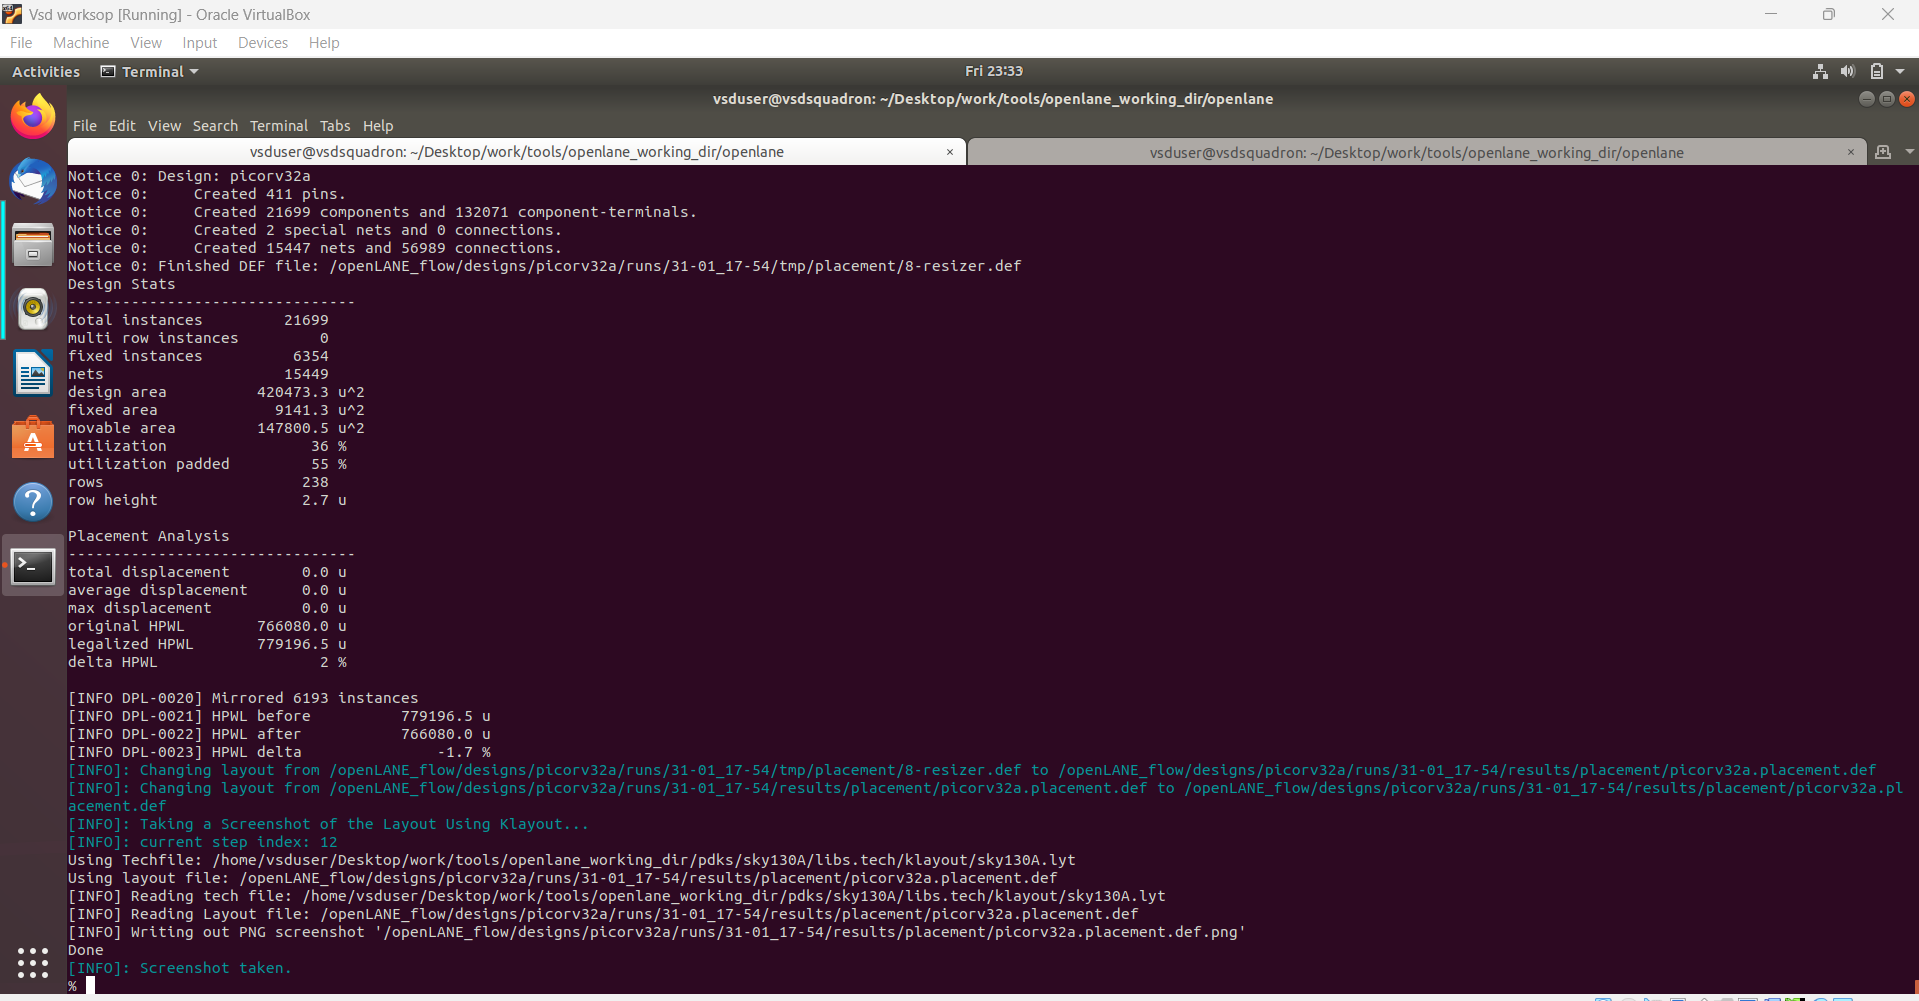 Vsd worksop [Running] - Oracle VirtualBox
File Machine View Input Devices Help
Activities Terminal Fri 23:33
vsduser@vsdsquadron: ~/Desktop/work/tools/openlane_working_dir/openlane
File Edit View Search Terminal Tabs Help
vsduser@vsdsquadron: ~/Desktop/work/tools/openlane_working_dir/openlane × vsduser@vsdsquadron: ~/Desktop/work/tools/openlane_working_dir/openlane ×
Notice 0: Design: picorv32a
Notice 0:     Created 411 pins.
Notice 0:     Created 21699 components and 132071 component-terminals.
Notice 0:     Created 2 special nets and 0 connections.
Notice 0:     Created 15447 nets and 56989 connections.
Notice 0: Finished DEF file: /openLANE_flow/designs/picorv32a/runs/31-01_17-54/tmp/placement/8-resizer.def
Design Stats
--------------------------------
total instances         21699
multi row instances         0
fixed instances          6354
nets                    15449
design area          420473.3 u^2
fixed area             9141.3 u^2
movable area         147800.5 u^2
utilization                36 %
utilization padded         55 %
rows                      238
row height                2.7 u
Placement Analysis
--------------------------------
total displacement        0.0 u
average displacement      0.0 u
max displacement          0.0 u
original HPWL        766080.0 u
legalized HPWL       779196.5 u
delta HPWL                  2 %
[INFO DPL-0020] Mirrored 6193 instances
[INFO DPL-0021] HPWL before          779196.5 u
[INFO DPL-0022] HPWL after           766080.0 u
[INFO DPL-0023] HPWL delta               -1.7 %
[INFO]: Changing layout from /openLANE_flow/designs/picorv32a/runs/31-01_17-54/tmp/placement/8-resizer.def to /openLANE_flow/designs/picorv32a/runs/31-01_17-54/results/placement/picorv32a.placement.def
[INFO]: Changing layout from /openLANE_flow/designs/picorv32a/runs/31-01_17-54/results/placement/picorv32a.placement.def to /openLANE_flow/designs/picorv32a/runs/31-01_17-54/results/placement/picorv32a.pl
acement.def
[INFO]: Taking a Screenshot of the Layout Using Klayout...
[INFO]: current step index: 12
Using Techfile: /home/vsduser/Desktop/work/tools/openlane_working_dir/pdks/sky130A/libs.tech/klayout/sky130A.lyt
Using layout file: /openLANE_flow/designs/picorv32a/runs/31-01_17-54/results/placement/picorv32a.placement.def
[INFO] Reading tech file: /home/vsduser/Desktop/work/tools/openlane_working_dir/pdks/sky130A/libs.tech/klayout/sky130A.lyt
[INFO] Reading Layout file: /openLANE_flow/designs/picorv32a/runs/31-01_17-54/results/placement/picorv32a.placement.def
[INFO] Writing out PNG screenshot '/openLANE_flow/designs/picorv32a/runs/31-01_17-54/results/placement/picorv32a.placement.def.png'
Done
[INFO]: Screenshot taken.
%